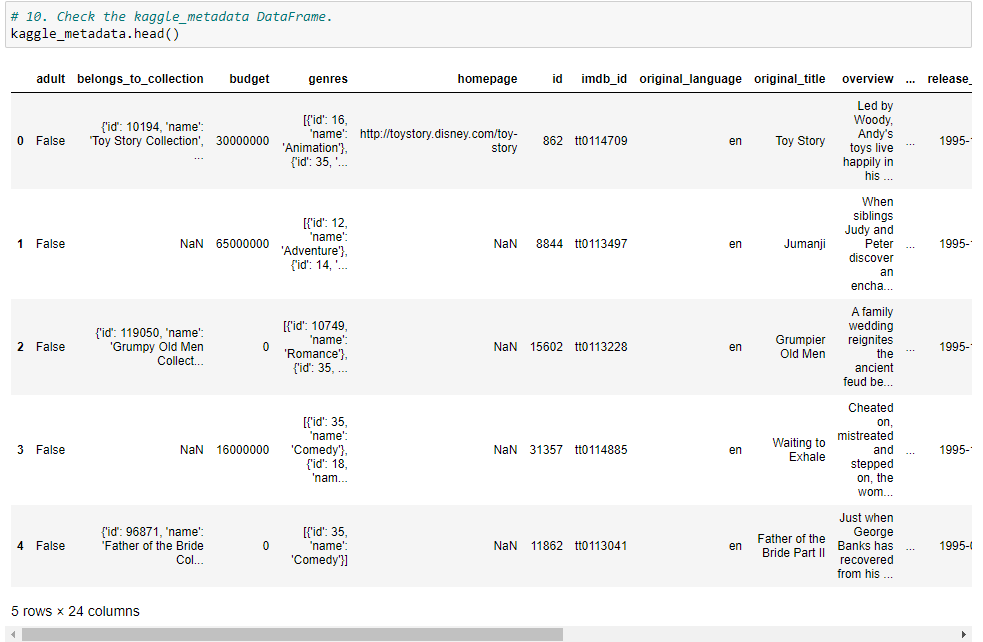 # 10. Check the kaggle_metadata DataFrame.
kaggle_metadata.head()
adult belongs_to_collection budget genres homepage id imdb_id original_language original_title overview ... release_
0 False {'id': 10194, 'name': 'Toy Story Collection', ... 30000000 [{'id': 16, 'name': 'Animation'}, {'id': 35, '... http://toystory.disney.com/toy-story 862 tt0114709 en Toy Story Led by Woody, Andy's toys live happily in his ... ... 1995-
1 False NaN 65000000 [{'id': 12, 'name': 'Adventure'}, {'id': 14, '... NaN 8844 tt0113497 en Jumanji When siblings Judy and Peter discover an encha... ... 1995-
2 False {'id': 119050, 'name': 'Grumpy Old Men Collect... 0 [{'id': 10749, 'name': 'Romance'}, {'id': 35, ... NaN 15602 tt0113228 en Grumpier Old Men A family wedding reignites the ancient feud be... ... 1995-
3 False NaN 16000000 [{'id': 35, 'name': 'Comedy'}, {'id': 18, 'nam... NaN 31357 tt0114885 en Waiting to Exhale Cheated on, mistreated and stepped on, the wom... ... 1995-
4 False {'id': 96871, 'name': 'Father of the Bride Col... 0 [{'id': 35, 'name': 'Comedy'}] NaN 11862 tt0113041 en Father of the Bride Part II Just when George Banks has recovered from his ... ... 1995-
5 rows × 24 columns